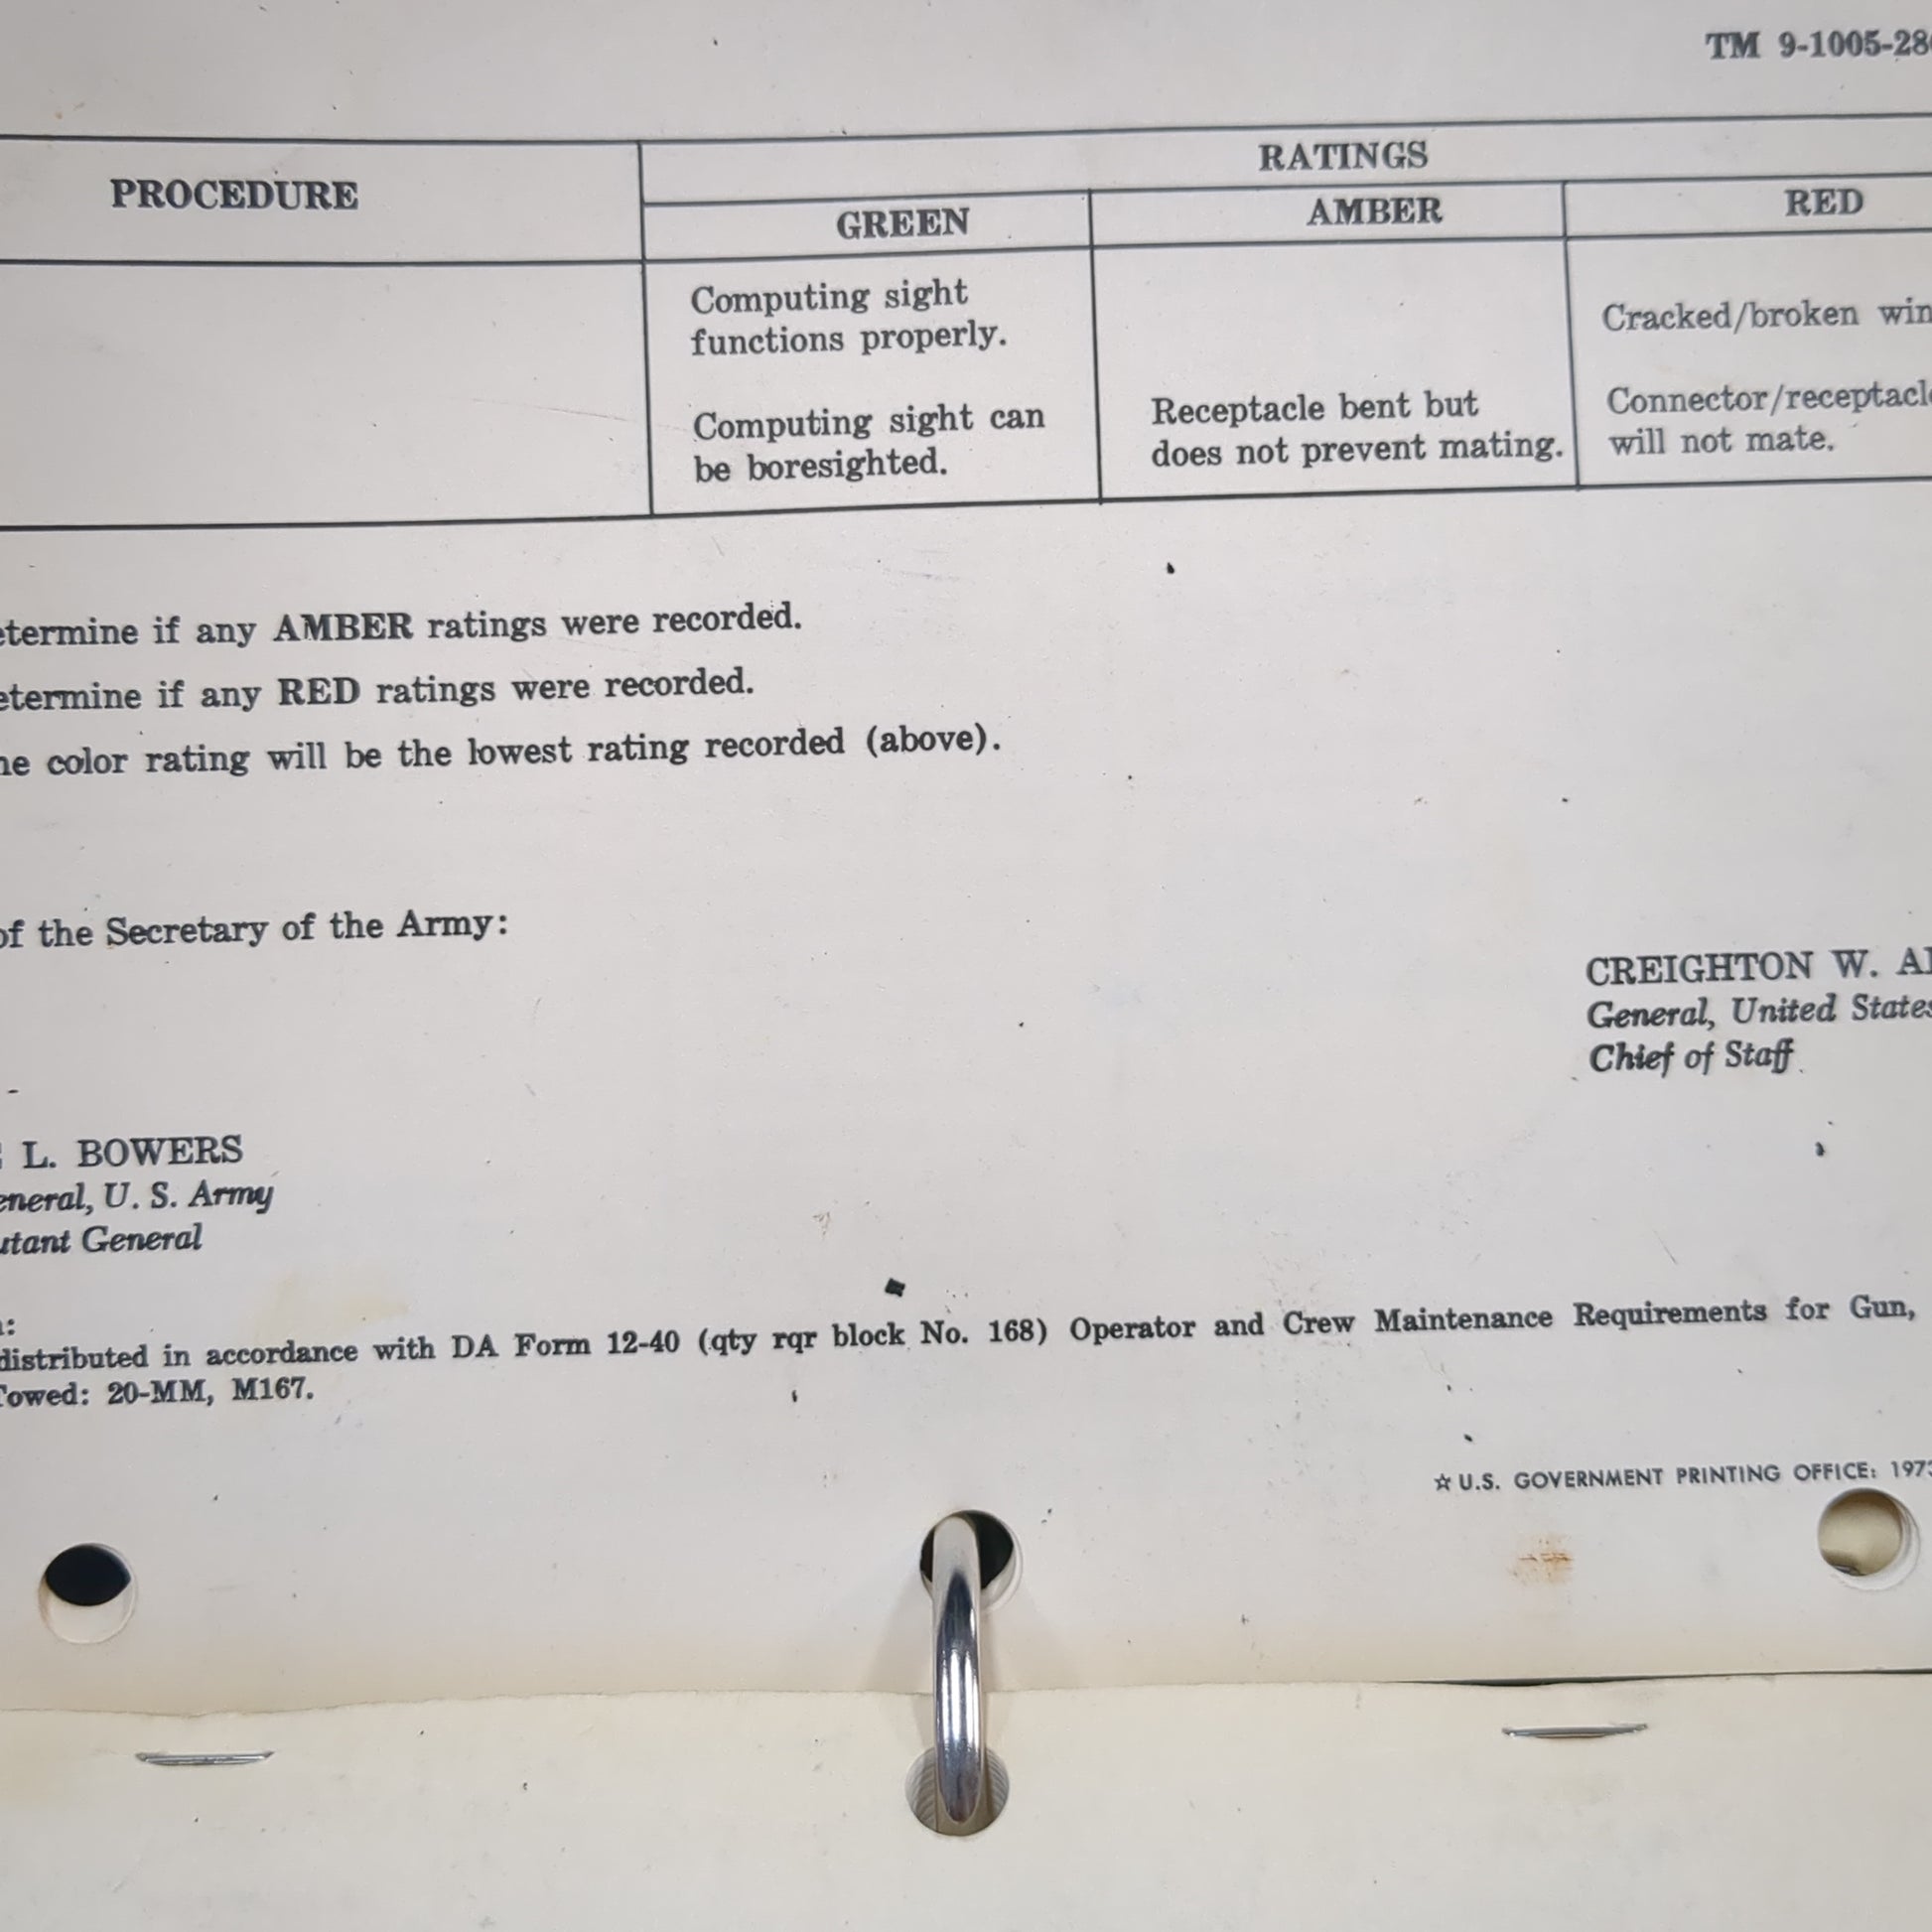 TM 9-1005-28
PROCEDURE
RATINGS
GREEN
AMBER
RED
Computing sight
functions properly.
Cracked/broken win
Computing sight can
be boresighted.
Receptacle bent but
does not prevent mating.
Connector/receptacl
will not mate.
etermine if any AMBER ratings were recorded.
etermine if any RED ratings were recorded.
he color rating will be the lowest rating recorded (above).
of the Secretary of the Army:
CREIGHTON W. A
General, United States
Chief of Staff
L. BOWERS
eneral, U. S. Army
utant General
:
distributed in accordance with DA Form 12-40 (qty rqr block No. 168) Operator and Crew Maintenance Requirements for Gun,
Towed: 20-MM, M167.
☆ U.S. GOVERNMENT PRINTING OFFICE: 197